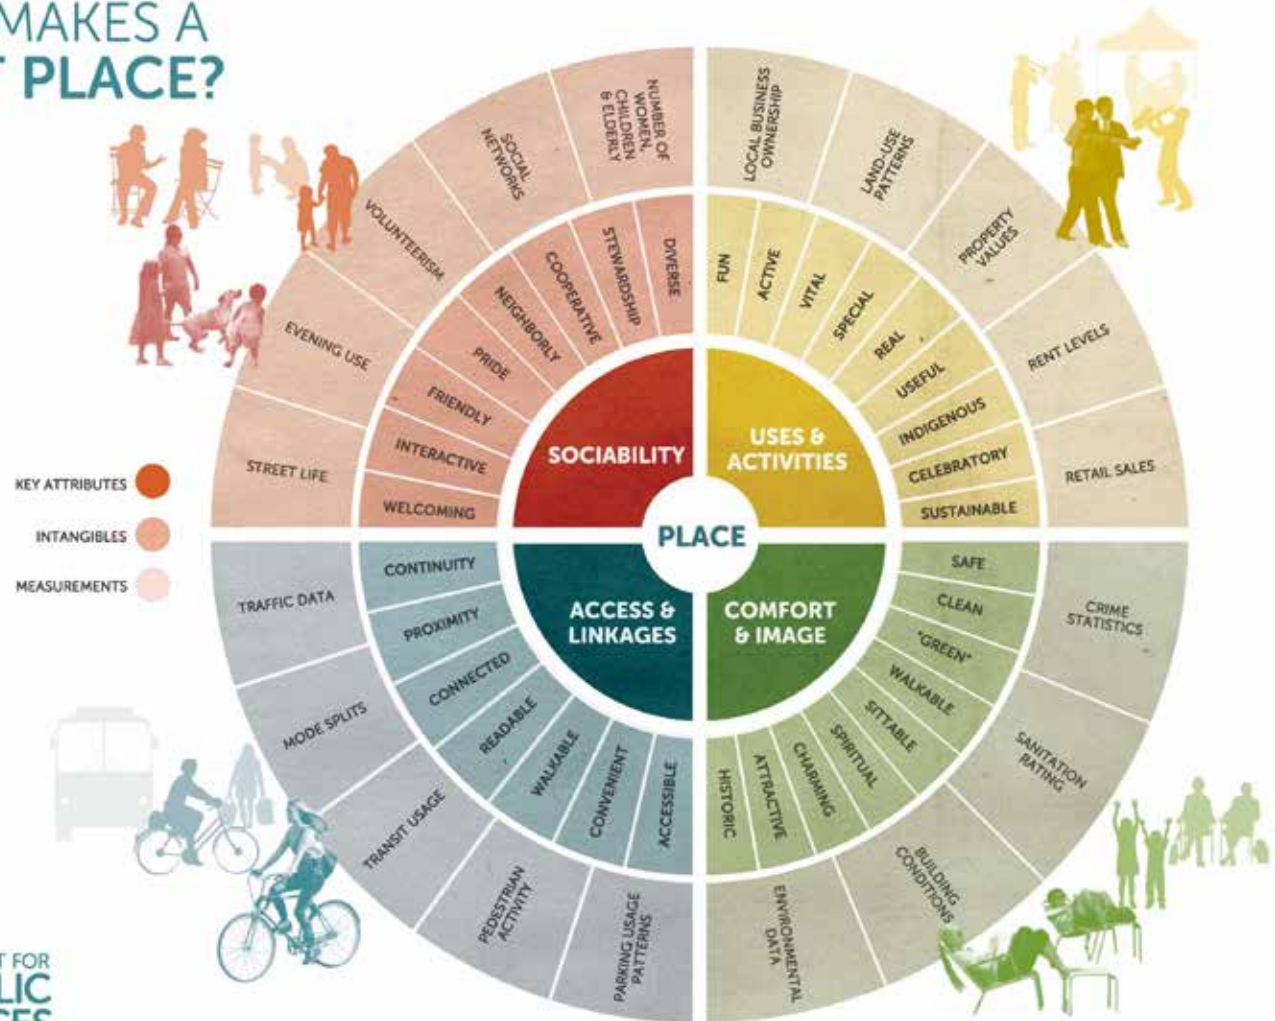 MAKES A
PLACE?
NUMBER OF
WOMEN,
CHILDREN
& ELDERLY
SOCIAL
NETWORKS
VOLUNTEERISM
EVENING USE
STREET LIFE
DIVERSE
STEWARDSHIP
COOPERATIVE
NEIGHBORLY
PRIDE
FRIENDLY
INTERACTIVE
WELCOMING
SOCIABILITY
LOCAL BUSINESS
OWNERSHIP
LAND-USE
PATTERNS
PROPERTY
VALUES
RENT LEVELS
RETAIL SALES
FUN
ACTIVE
VITAL
SPECIAL
REAL
USEFUL
INDIGENOUS
CELEBRATORY
SUSTAINABLE
USES &
ACTIVITIES
PLACE
KEY ATTRIBUTES
INTANGIBLES
MEASUREMENTS
ACCESS &
LINKAGES
CONTINUITY
PROXIMITY
CONNECTED
READABLE
WALKABLE
CONVENIENT
ACCESSIBLE
TRAFFIC DATA
MODE SPLITS
TRANSIT USAGE
PEDESTRIAN
ACTIVITY
PARKING USAGE
PATTERNS
COMFORT
& IMAGE
SAFE
CLEAN
"GREEN"
WALKABLE
SITTABLE
SPIRITUAL
CHARMING
ATTRACTIVE
HISTORIC
CRIME
STATISTICS
SANITATION
RATING
BUILDING
CONDITIONS
ENVIRONMENTAL
DATA
T FOR
LIC
CES